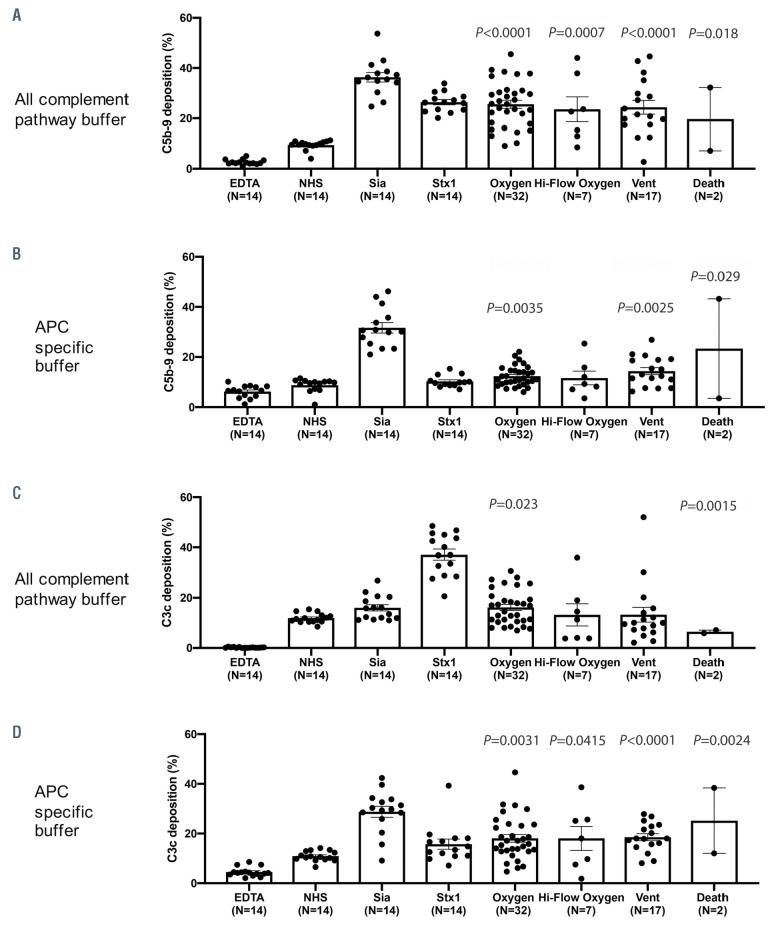 A
All complement
pathway buffer
C5b-9 deposition (%)
60
40
20
0
P<0.0001 P=0.0007 P<0.0001 P=0.018
EDTA NHS Sia Stx1 Oxygen Hi-Flow Oxygen Vent Death
(N=14) (N=14) (N=14) (N=14) (N=32) (N=7) (N=17) (N=2)
B
APC
specific
buffer
C5b-9 deposition (%)
60
40
20
0
P=0.0035 P=0.0025 P=0.029
EDTA NHS Sia Stx1 Oxygen Hi-Flow Oxygen Vent Death
(N=14) (N=14) (N=14) (N=14) (N=32) (N=7) (N=17) (N=2)
C
All complement
pathway buffer
C3c deposition (%)
60
40
20
0
P=0.023 P=0.0015
EDTA NHS Sia Stx1 Oxygen Hi-Flow Oxygen Vent Death
(N=14) (N=14) (N=14) (N=14) (N=32) (N=7) (N=17) (N=2)
D
APC
specific
buffer
C3c deposition (%)
60
40
20
0
P=0.0031 P=0.0415 P<0.0001 P=0.0024
EDTA NHS Sia Stx1 Oxygen Hi-Flow Oxygen Vent Death
(N=14) (N=14) (N=14) (N=14) (N=32) (N=7) (N=17) (N=2)